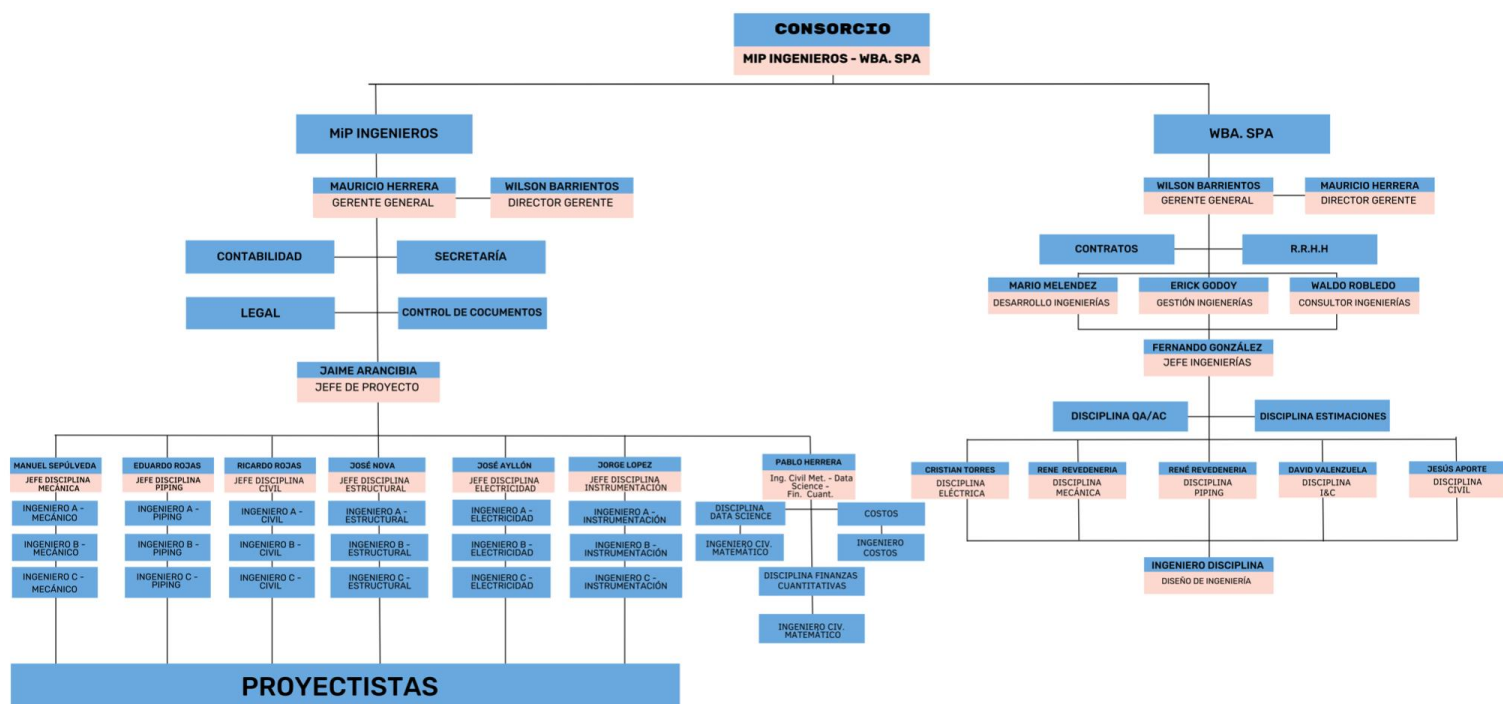 CONSORCIO
MIP INGENIEROS - WBA. SPA
MiP INGENIEROS
WBA. SPA
MAURICIO HERRERA
GERENTE GENERAL
WILSON BARRIENTOS
DIRECTOR GERENTE
WILSON BARRIENTOS
GERENTE GENERAL
MAURICIO HERRERA
DIRECTOR GERENTE
CONTABILIDAD
SECRETARÍA
CONTRATOS
R.R.H.H
LEGAL
CONTROL DE COCUMENTOS
MARIO MELENDEZ
DESARROLLO INGENIERÍAS
ERICK GODOY
GESTIÓN INGIENERÍAS
WALDO ROBLEDO
CONSULTOR INGENIERÍAS
JAIME ARANCIBIA
JEFE DE PROYECTO
FERNANDO GONZÁLEZ
JEFE INGENIERÍAS
DISCIPLINA QA/AC
DISCIPLINA ESTIMACIONES
MANUEL SEPÚLVEDA
JEFE DISCIPLINA
MECÁNICA
INGENIERO A -
MECÁNICO
INGENIERO B -
MECÁNICO
INGENIERO C -
MECÁNICO
EDUARDO ROJAS
JEFE DISCIPLINA
PIPING
INGENIERO A -
PIPING
INGENIERO B -
PIPING
INGENIERO C -
PIPING
RICARDO ROJAS
JEFE DISCIPLINA
CIVIL
INGENIERO A -
CIVIL
INGENIERO B -
CIVIL
INGENIERO C -
CIVIL
JOSÉ NOVA
JEFE DISCIPLINA
ESTRUCTURAL
INGENIERO A -
ESTRUCTURAL
INGENIERO B -
ESTRUCTURAL
INGENIERO C -
ESTRUCTURAL
JOSÉ AYLLÓN
JEFE DISCIPLINA
ELECTRICIDAD
INGENIERO A -
ELECTRICIDAD
INGENIERO B -
ELECTRICIDAD
INGENIERO C -
ELECTRICIDAD
JORGE LOPEZ
JEFE DISCIPLINA
INSTRUMENTACIÓN
INGENIERO A -
INSTRUMENTACIÓN
INGENIERO B -
INSTRUMENTACIÓN
INGENIERO C -
INSTRUMENTACIÓN
PABLO HERRERA
Ing. Civil Met. - Data
Science -
Fin. Cuant.
DISCIPLINA
DATA SCIENCE
COSTOS
INGENIERO CIV.
MATEMÁTICO
INGENIERO
COSTOS
DISCIPLINA FINANZAS
CUANTITATIVAS
INGENIERO CIV.
MATEMÁTICO
CRISTIAN TORRES
DISCIPLINA
ELÉCTRICA
RENE REVEDENERIA
DISCIPLINA
MECÁNICA
RENÉ REVEDENERIA
DISCIPLINA
PIPING
DAVID VALENZUELA
DISCIPLINA
I&C
JESÚS APORTE
DISCIPLINA
CIVIL
INGENIERO DISCIPLINA
DISEÑO DE INGENIERÍA
PROYECTISTAS